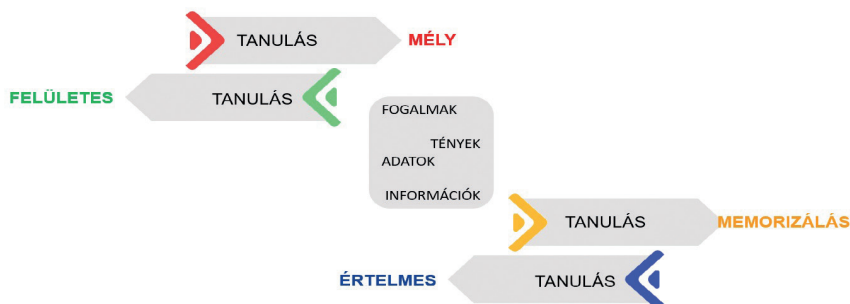 TANULÁS MÉLY
FELÜLETES TANULÁS
FOGALMAK
TÉNYEK
ADATOK
INFORMÁCIÓK
TANULÁS MEMORIZÁLÁS
ÉRTELMES TANULÁS